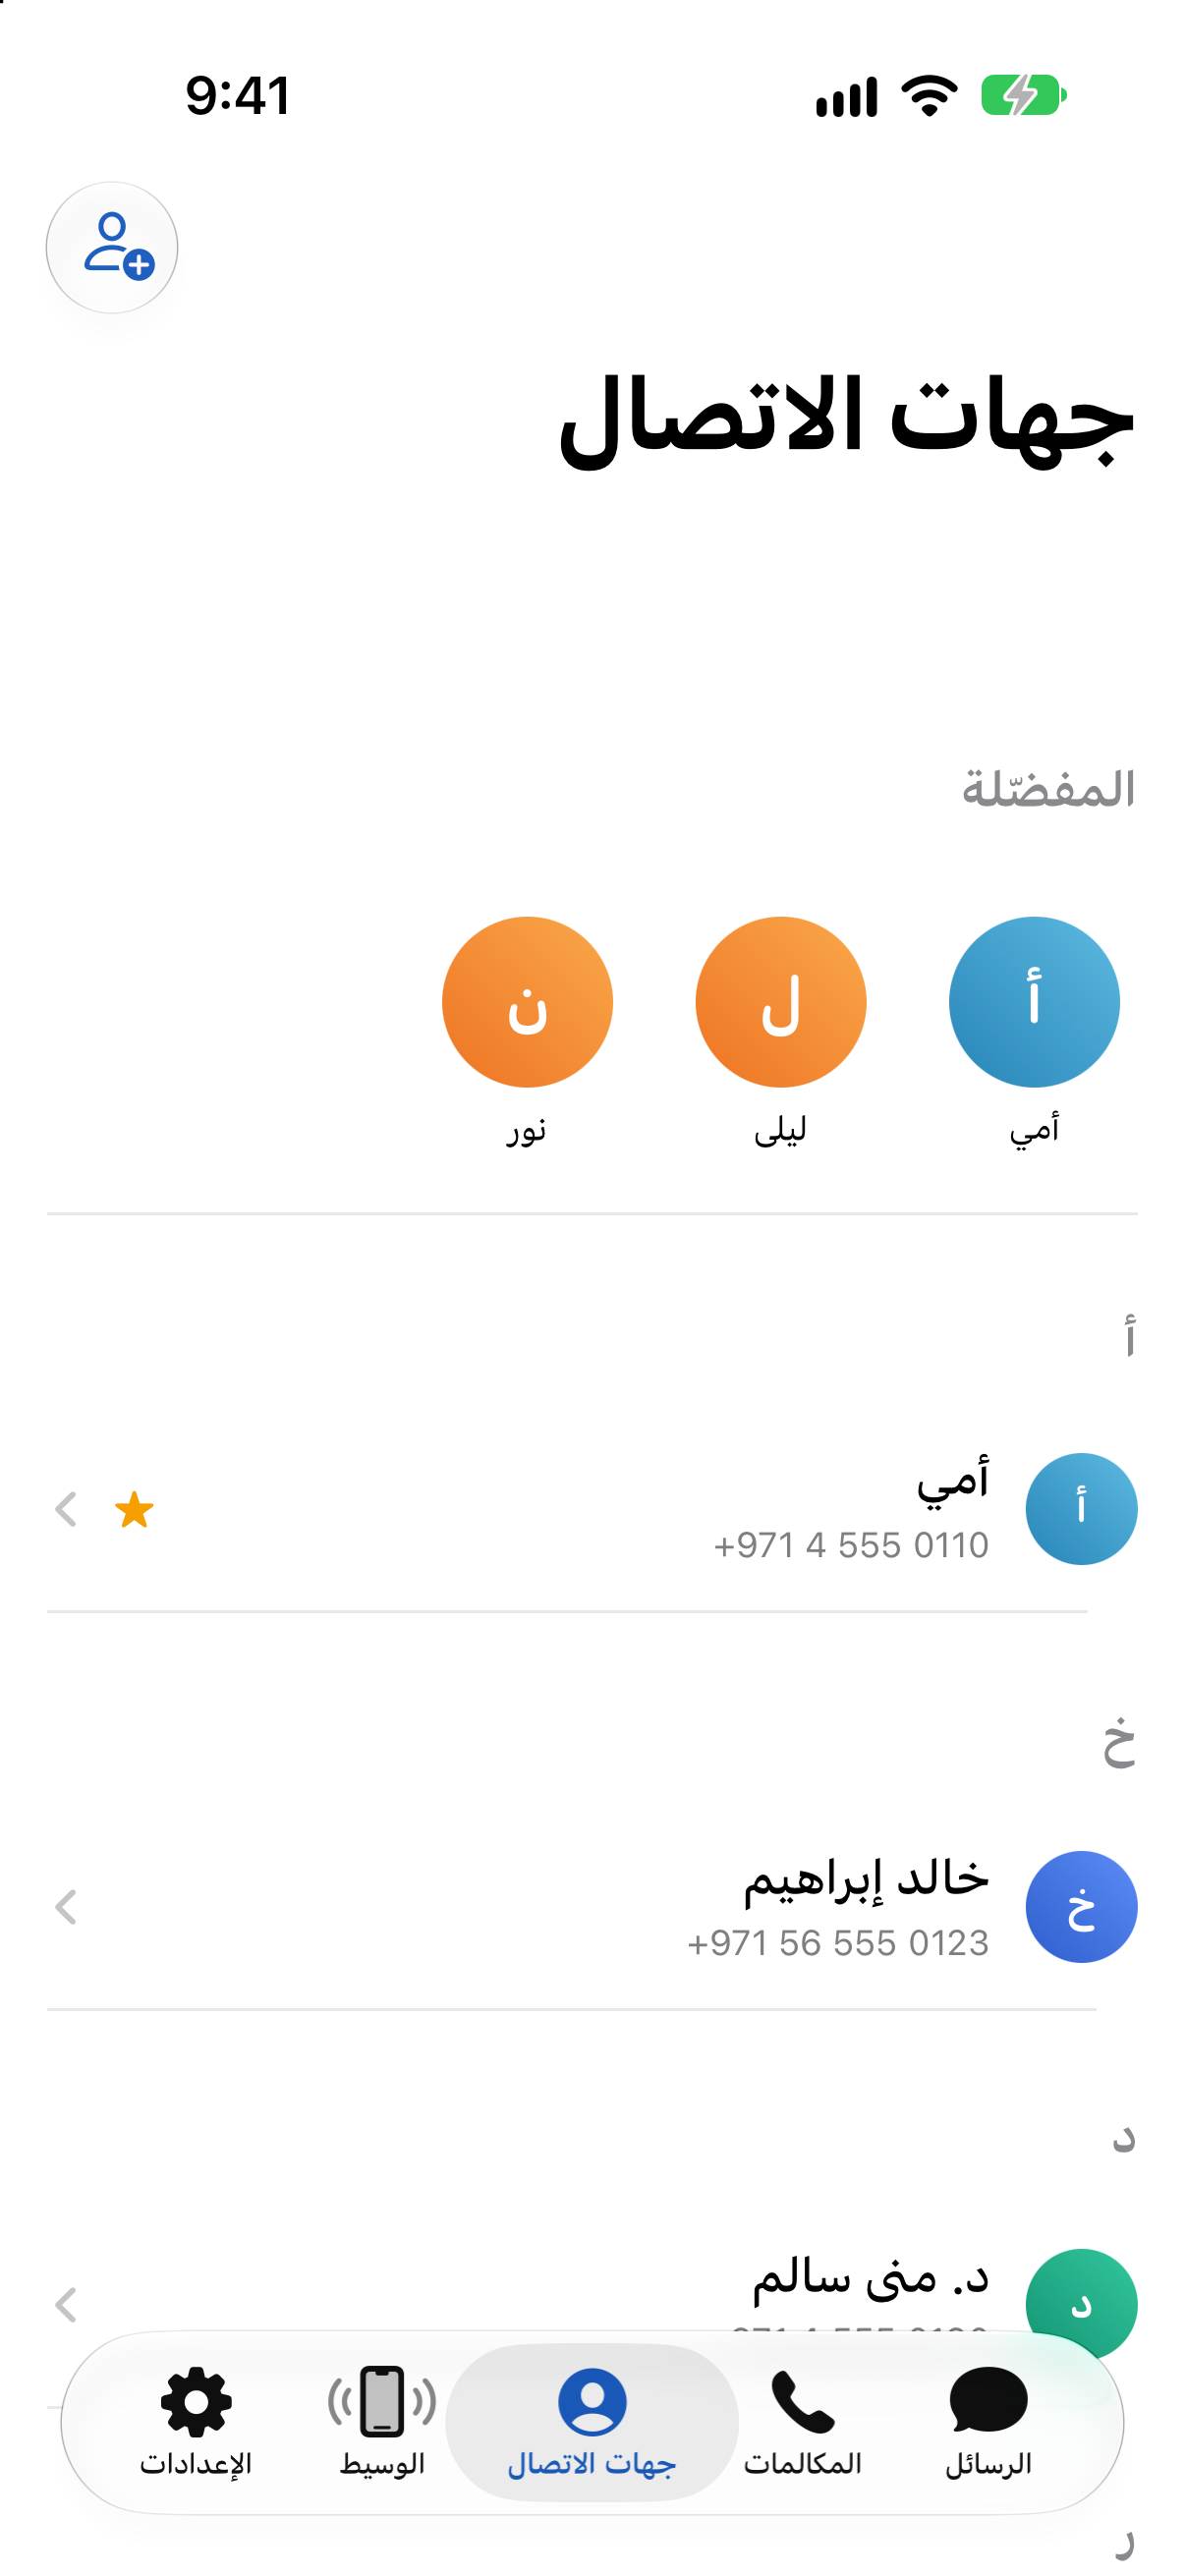 9:41
جهات الاتصال
المفضّلة
أ
ل
ن
أمي
ليلى
نور
أ
أ
أمي
+971 4 555 0110
خ
خ
خالد إبراهيم
+971 56 555 0123
د
د
د. منى سالم
الرسائل
المكالمات
جهات الاتصال
الوسيط
الإعدادات
ر